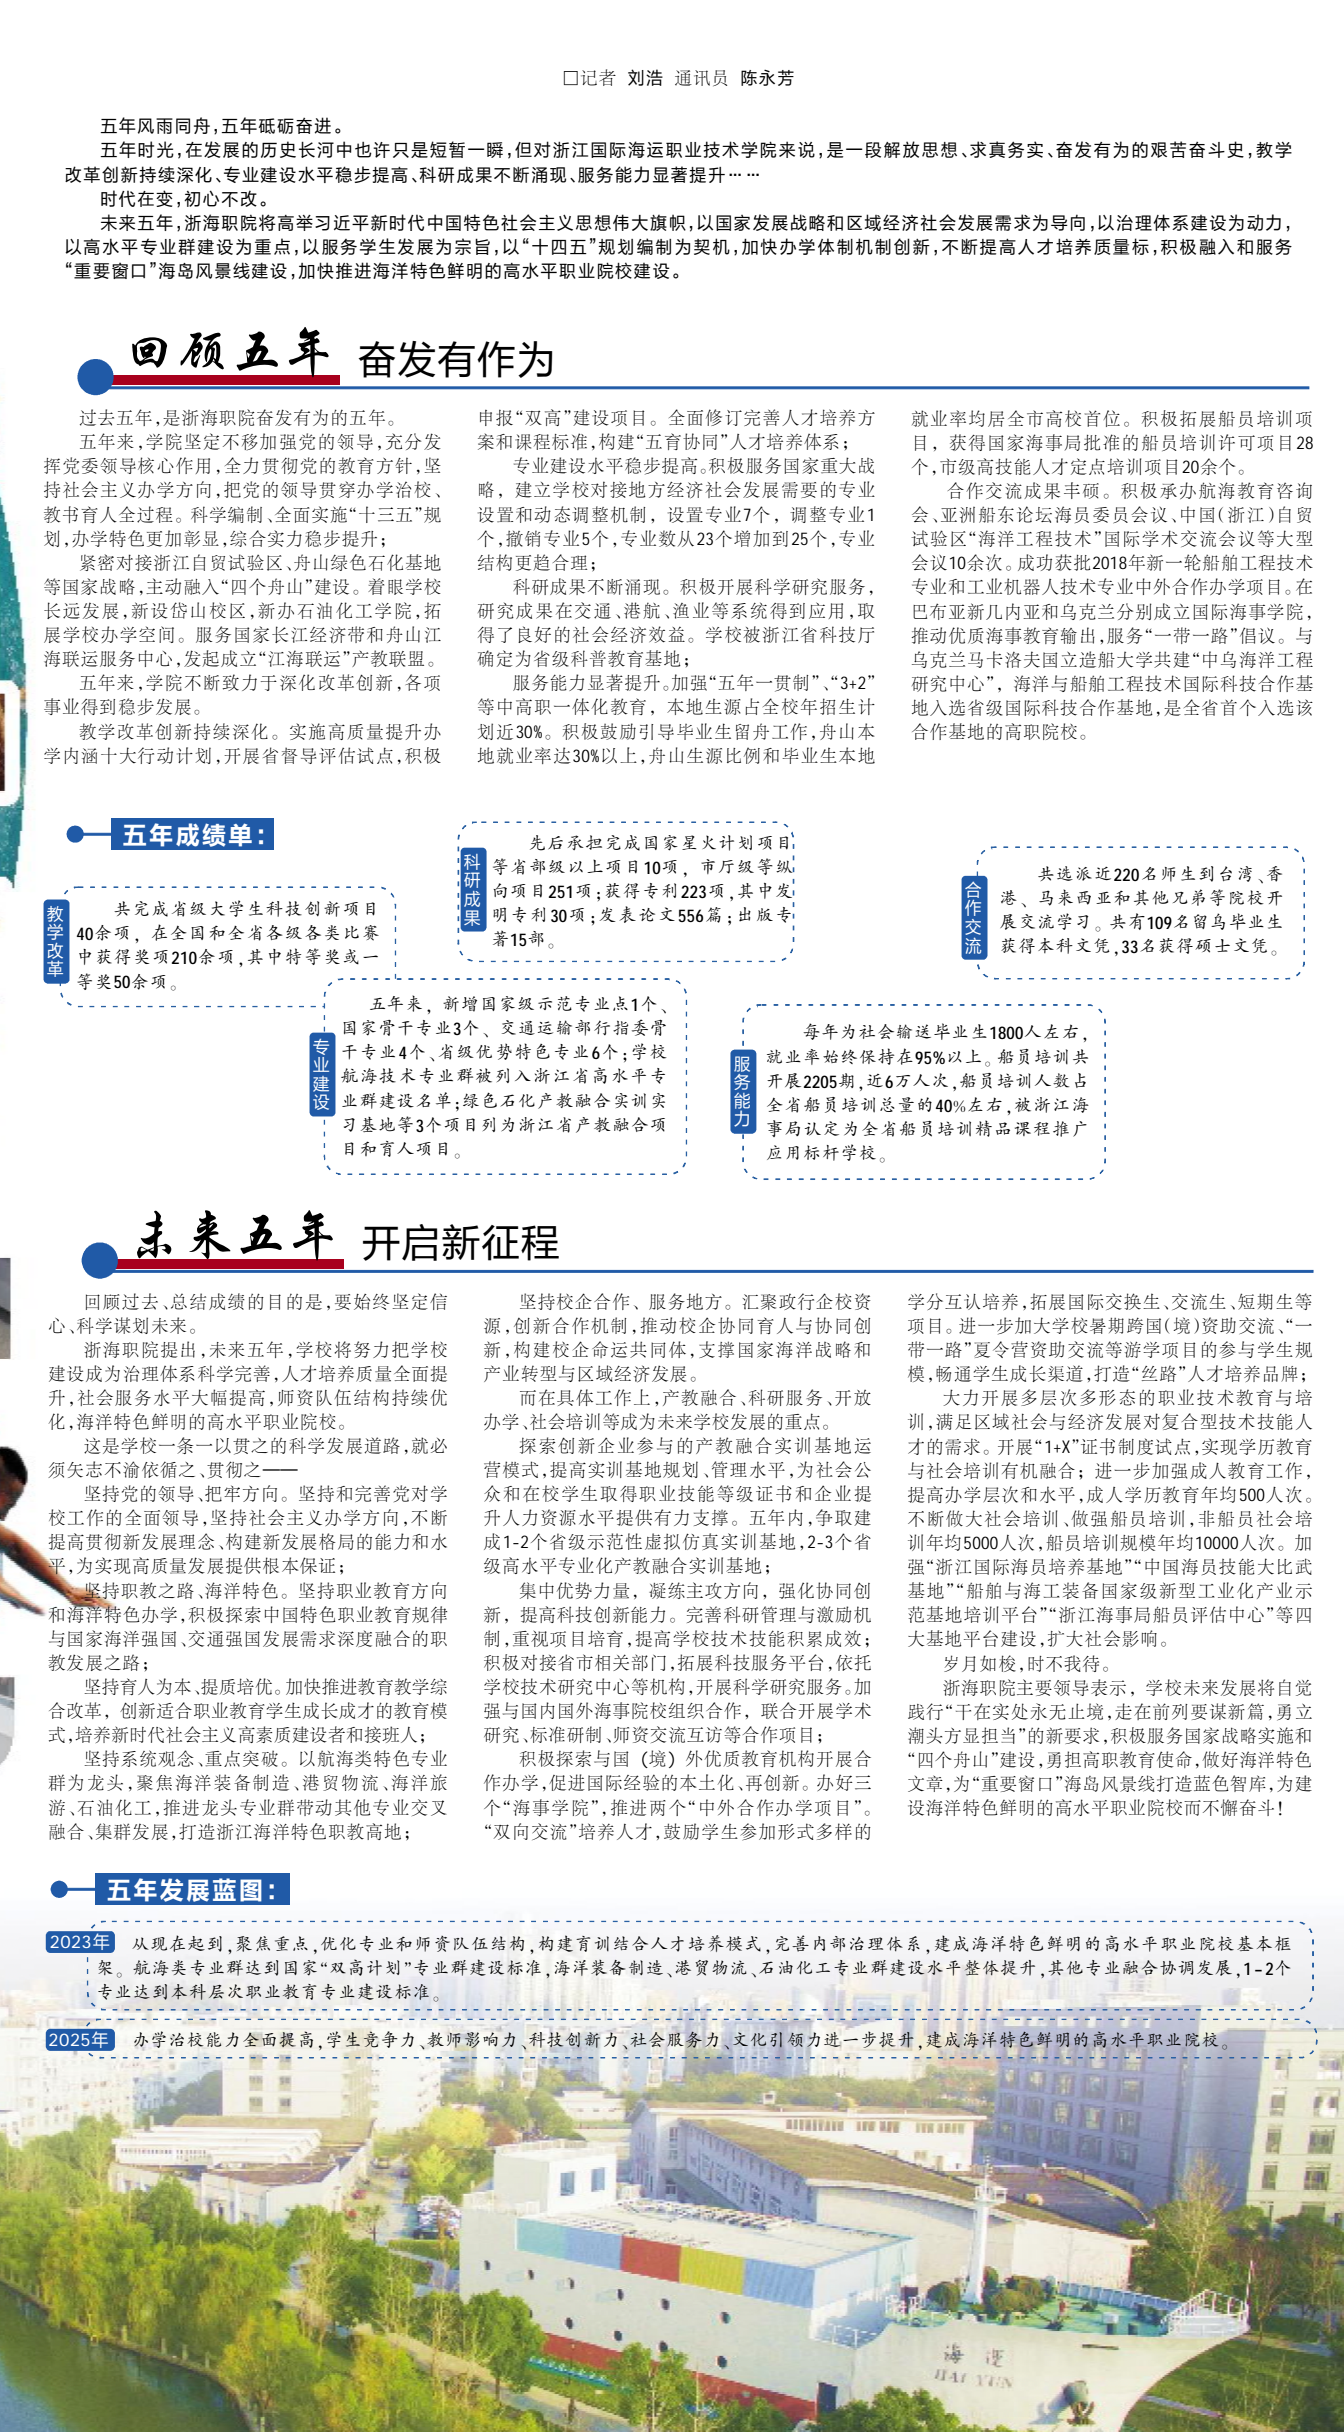 □记者 刘浩 通讯员 陈永芳
五年风雨同舟,五年砥砺奋进。
五年时光,在发展的历史长河中也许只是短暂一瞬,但对浙江国际海运职业技术学院来说,是一段解放思想、求真务实、奋发有为的艰苦奋斗史,教学
改革创新持续深化、专业建设水平稳步提高、科研成果不断涌现、服务能力显著提升……
时代在变,初心不改。
未来五年,浙海职院将高举习近平新时代中国特色社会主义思想伟大旗帜,以国家发展战略和区域经济社会发展需求为导向,以治理体系建设为动力,
以高水平专业群建设为重点,以服务学生发展为宗旨,以“十四五”规划编制为契机,加快办学体制机制创新,不断提高人才培养质量标,积极融入和服务
“重要窗口”海岛风景线建设,加快推进海洋特色鲜明的高水平职业院校建设。
回顾五年 奋发有作为
过去五年,是浙海职院奋发有为的五年。
五年来,学院坚定不移加强党的领导,充分发
挥党委领导核心作用,全力贯彻党的教育方针,坚
持社会主义办学方向,把党的领导贯穿办学治校、
教书育人全过程。科学编制、全面实施“十三五”规
划,办学特色更加彰显,综合实力稳步提升;
紧密对接浙江自贸试验区、舟山绿色石化基地
等国家战略,主动融入“四个舟山”建设。着眼学校
长远发展,新设岱山校区,新办石油化工学院,拓
展学校办学空间。服务国家长江经济带和舟山江
海联运服务中心,发起成立“江海联运”产教联盟。
五年来,学院不断致力于深化改革创新,各项
事业得到稳步发展。
教学改革创新持续深化。实施高质量提升办
学内涵十大行动计划,开展省督导评估试点,积极
申报“双高”建设项目。全面修订完善人才培养方
案和课程标准,构建“五育协同”人才培养体系;
专业建设水平稳步提高。积极服务国家重大战
略，建立学校对接地方经济社会发展需要的专业
设置和动态调整机制，设置专业7个，调整专业1
个,撤销专业5个,专业数从23个增加到25个,专业
结构更趋合理;
科研成果不断涌现。积极开展科学研究服务,
研究成果在交通、港航、渔业等系统得到应用,取
得了良好的社会经济效益。学校被浙江省科技厅
确定为省级科普教育基地;
服务能力显著提升。加强“五年一贯制”、“3+2”
等中高职一体化教育，本地生源占全校年招生计
划近30%。积极鼓励引导毕业生留舟工作,舟山本
地就业率达30%以上,舟山生源比例和毕业生本地
就业率均居全市高校首位。积极拓展船员培训项
目，获得国家海事局批准的船员培训许可项目28
个,市级高技能人才定点培训项目20余个。
合作交流成果丰硕。积极承办航海教育咨询
会、亚洲船东论坛海员委员会议、中国(浙江)自贸
试验区“海洋工程技术”国际学术交流会议等大型
会议10余次。成功获批2018年新一轮船舶工程技术
专业和工业机器人技术专业中外合作办学项目。在
巴布亚新几内亚和乌克兰分别成立国际海事学院,
推动优质海事教育输出,服务“一带一路”倡议。与
乌克兰马卡洛夫国立造船大学共建“中乌海洋工程
研究中心”，海洋与船舶工程技术国际科技合作基
地入选省级国际科技合作基地,是全省首个入选该
合作基地的高职院校。
五年成绩单：
教学改革
共完成省级大学生科技创新项目
40余项，在全国和全省各级各类比赛
中获得奖项210余项,其中特等奖或一
等奖50余项。
科研成果
先后承担完成国家星火计划项目
等省部级以上项目10项，市厅级等纵
向项目251项;获得专利223项,其中发
明专利30项;发表论文556篇;出版专
著15部。
合作交流
共选派近220名师生到台湾、香
港、马来西亚和其他兄弟等院校开
展交流学习。共有109名留乌毕业生
获得本科文凭,33名获得硕士文凭。
专业建设
五年来，新增国家级示范专业点1个、
国家骨干专业3个、交通运输部行指委骨
干专业4个、省级优势特色专业6个;学校
航海技术专业群被列入浙江省高水平专
业群建设名单;绿色石化产教融合实训实
习基地等3个项目列为浙江省产教融合项
目和育人项目。
服务能力
每年为社会输送毕业生1800人左右,
就业率始终保持在95%以上。船员培训共
开展2205期,近6万人次,船员培训人数占
全省船员培训总量的40%左右,被浙江海
事局认定为全省船员培训精品课程推广
应用标杆学校。
未来五年 开启新征程
回顾过去、总结成绩的目的是,要始终坚定信
心、科学谋划未来。
浙海职院提出,未来五年,学校将努力把学校
建设成为治理体系科学完善,人才培养质量全面提
升,社会服务水平大幅提高,师资队伍结构持续优
化,海洋特色鲜明的高水平职业院校。
这是学校一条一以贯之的科学发展道路,就必
须矢志不渝依循之、贯彻之——
坚持党的领导、把牢方向。坚持和完善党对学
校工作的全面领导,坚持社会主义办学方向,不断
提高贯彻新发展理念、构建新发展格局的能力和水
平,为实现高质量发展提供根本保证;
坚持职教之路、海洋特色。坚持职业教育方向
和海洋特色办学,积极探索中国特色职业教育规律
与国家海洋强国、交通强国发展需求深度融合的职
教发展之路;
坚持育人为本、提质培优。加快推进教育教学综
合改革，创新适合职业教育学生成长成才的教育模
式,培养新时代社会主义高素质建设者和接班人;
坚持系统观念、重点突破。以航海类特色专业
群为龙头,聚焦海洋装备制造、港贸物流、海洋旅
游、石油化工,推进龙头专业群带动其他专业交叉
融合、集群发展,打造浙江海洋特色职教高地;
坚持校企合作、服务地方。汇聚政行企校资
源,创新合作机制,推动校企协同育人与协同创
新,构建校企命运共同体,支撑国家海洋战略和
产业转型与区域经济发展。
而在具体工作上,产教融合、科研服务、开放
办学、社会培训等成为未来学校发展的重点。
探索创新企业参与的产教融合实训基地运
营模式,提高实训基地规划、管理水平,为社会公
众和在校学生取得职业技能等级证书和企业提
升人力资源水平提供有力支撑。五年内,争取建
成1-2个省级示范性虚拟仿真实训基地,2-3个省
级高水平专业化产教融合实训基地;
集中优势力量，凝练主攻方向，强化协同创
新，提高科技创新能力。完善科研管理与激励机
制,重视项目培育,提高学校技术技能积累成效;
积极对接省市相关部门,拓展科技服务平台,依托
学校技术研究中心等机构,开展科学研究服务。加
强与国内国外海事院校组织合作，联合开展学术
研究、标准研制、师资交流互访等合作项目;
积极探索与国（境）外优质教育机构开展合
作办学,促进国际经验的本土化、再创新。办好三
个“海事学院”,推进两个“中外合作办学项目”。
“双向交流”培养人才,鼓励学生参加形式多样的
学分互认培养,拓展国际交换生、交流生、短期生等
项目。进一步加大学校暑期跨国(境)资助交流、“一
带一路”夏令营资助交流等游学项目的参与学生规
模,畅通学生成长渠道,打造“丝路”人才培养品牌;
大力开展多层次多形态的职业技术教育与培
训,满足区域社会与经济发展对复合型技术技能人
才的需求。开展“1+X”证书制度试点,实现学历教育
与社会培训有机融合；进一步加强成人教育工作,
提高办学层次和水平,成人学历教育年均500人次。
不断做大社会培训、做强船员培训,非船员社会培
训年均5000人次,船员培训规模年均10000人次。加
强“浙江国际海员培养基地”“中国海员技能大比武
基地”“船舶与海工装备国家级新型工业化产业示
范基地培训平台”“浙江海事局船员评估中心”等四
大基地平台建设,扩大社会影响。
岁月如梭,时不我待。
浙海职院主要领导表示，学校未来发展将自觉
践行“干在实处永无止境,走在前列要谋新篇,勇立
潮头方显担当”的新要求,积极服务国家战略实施和
“四个舟山”建设,勇担高职教育使命,做好海洋特色
文章,为“重要窗口”海岛风景线打造蓝色智库,为建
设海洋特色鲜明的高水平职业院校而不懈奋斗!
五年发展蓝图：
2023年 从现在起到,聚焦重点,优化专业和师资队伍结构,构建育训结合人才培养模式,完善内部治理体系,建成海洋特色鲜明的高水平职业院校基本框
架。航海类专业群达到国家“双高计划”专业群建设标准,海洋装备制造、港贸物流、石油化工专业群建设水平整体提升,其他专业融合协调发展,1-2个
专业达到本科层次职业教育专业建设标准。
2025年 办学治校能力全面提高,学生竞争力、教师影响力、科技创新力、社会服务力、文化引领力进一步提升,建成海洋特色鲜明的高水平职业院校。
海运
HAI YUN